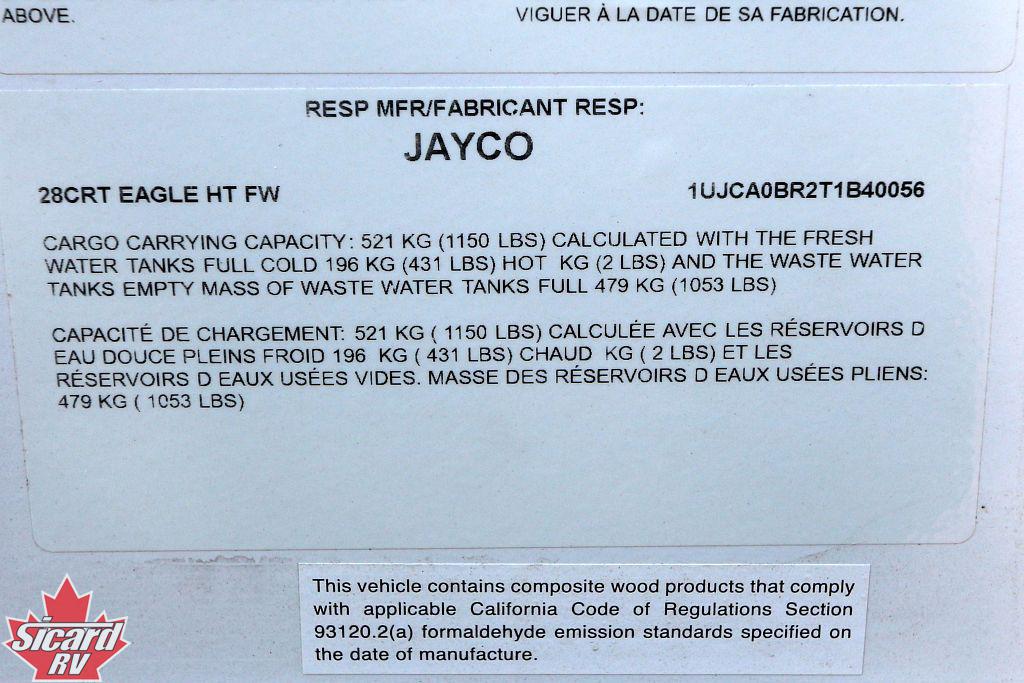 ABOVE.
VIGUER À LA DATE DE SA FABRICATION.
RESP MFR/FABRICANT RESP:
JAYCO
28CRT EAGLE HT FW
1UJCA0BR2T1B40056
CARGO CARRYING CAPACITY: 521 KG (1150 LBS) CALCULATED WITH THE FRESH
WATER TANKS FULL COLD 196 KG (431 LBS) HOT KG (2 LBS) AND THE WASTE WATER
TANKS EMPTY MASS OF WASTE WATER TANKS FULL 479 KG (1053 LBS)
CAPACITÉ DE CHARGEMENT: 521 KG ( 1150 LBS) CALCULÉE AVEC LES RÉSERVOIRS D
EAU DOUCE PLEINS FROID 196 KG ( 431 LBS) CHAUD KG ( 2 LBS) ET LES
RÉSERVOIRS D EAUX USÉES VIDES. MASSE DES RÉSERVOIRS D EAUX USÉES PLIENS:
479 KG ( 1053 LBS)
This vehicle contains composite wood products that comply
with applicable California Code of Regulations Section
93120.2(a) formaldehyde emission standards specified on
the date of manufacture.
Sicard
RV